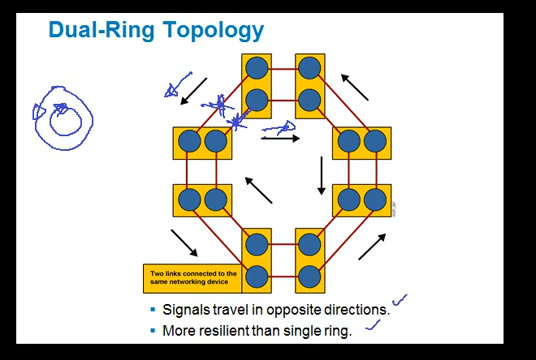 Dual-Ring Topology
Two links connected to the
same networking device
▪ Signals travel in opposite directions.
▪ More resilient than single ring.